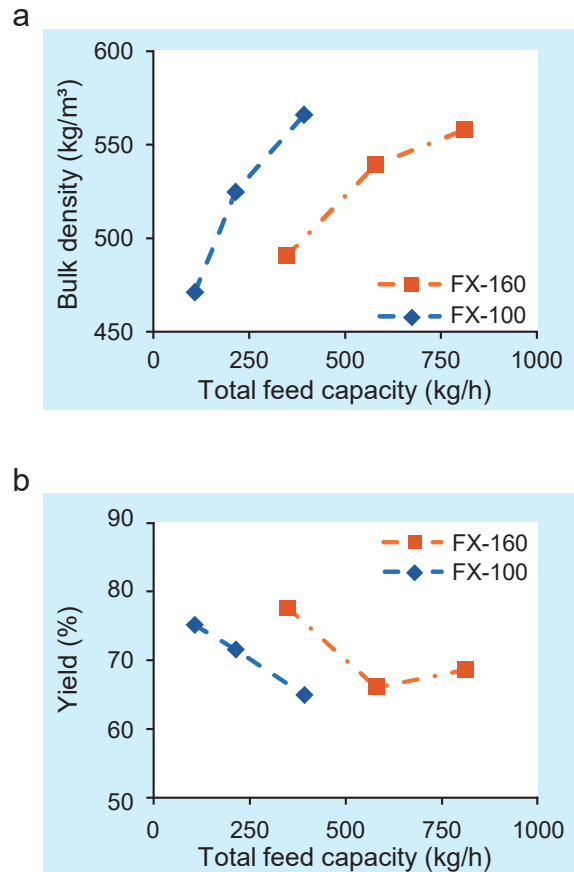 a
600
550
500
450
Bulk density (kg/m³)
FX-160
FX-100
0 250 500 750 1000
Total feed capacity (kg/h)
b
90
80
70
60
50
Yield (%)
FX-160
FX-100
0 250 500 750 1000
Total feed capacity (kg/h)